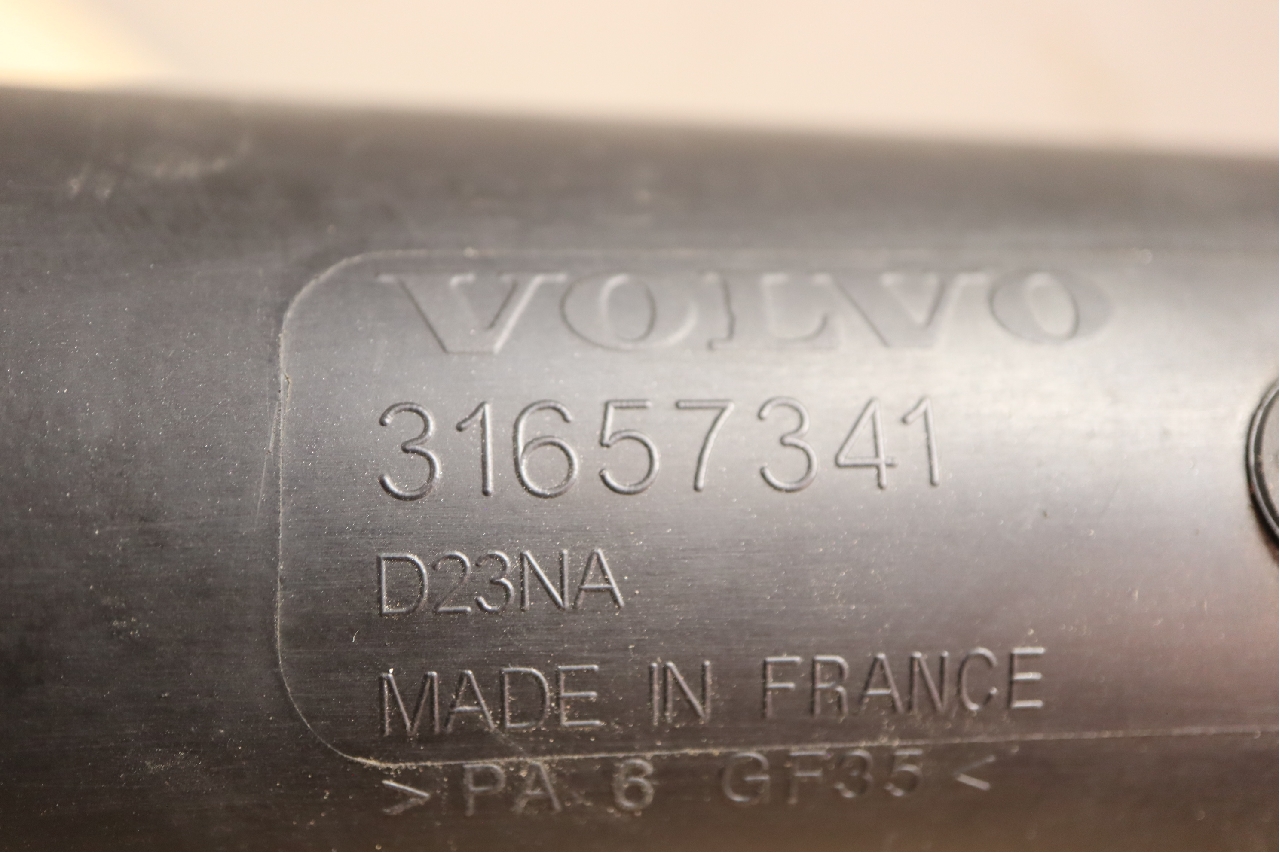 VOLVO
31657341
D23NA
MADE IN FRANCE
>PA 6 GF35<